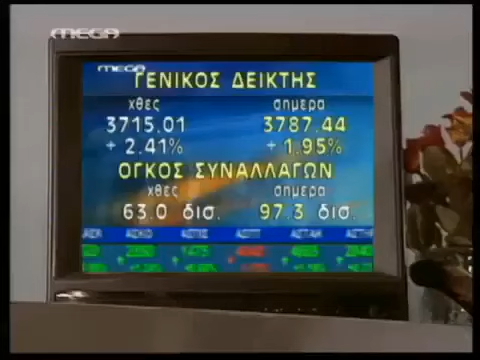 MEGA
MEGA
ΓΕΝΙΚΟΣ ΔΕΙΚΤΗΣ
χθες σημερα
3715.01 3787.44
+ 2.41% + 1.95%
ΟΓΚΟΣ ΣΥΝΑΛΛΑΓΩΝ
χθες σημερα
63.0 δισ. 97.3 δισ.